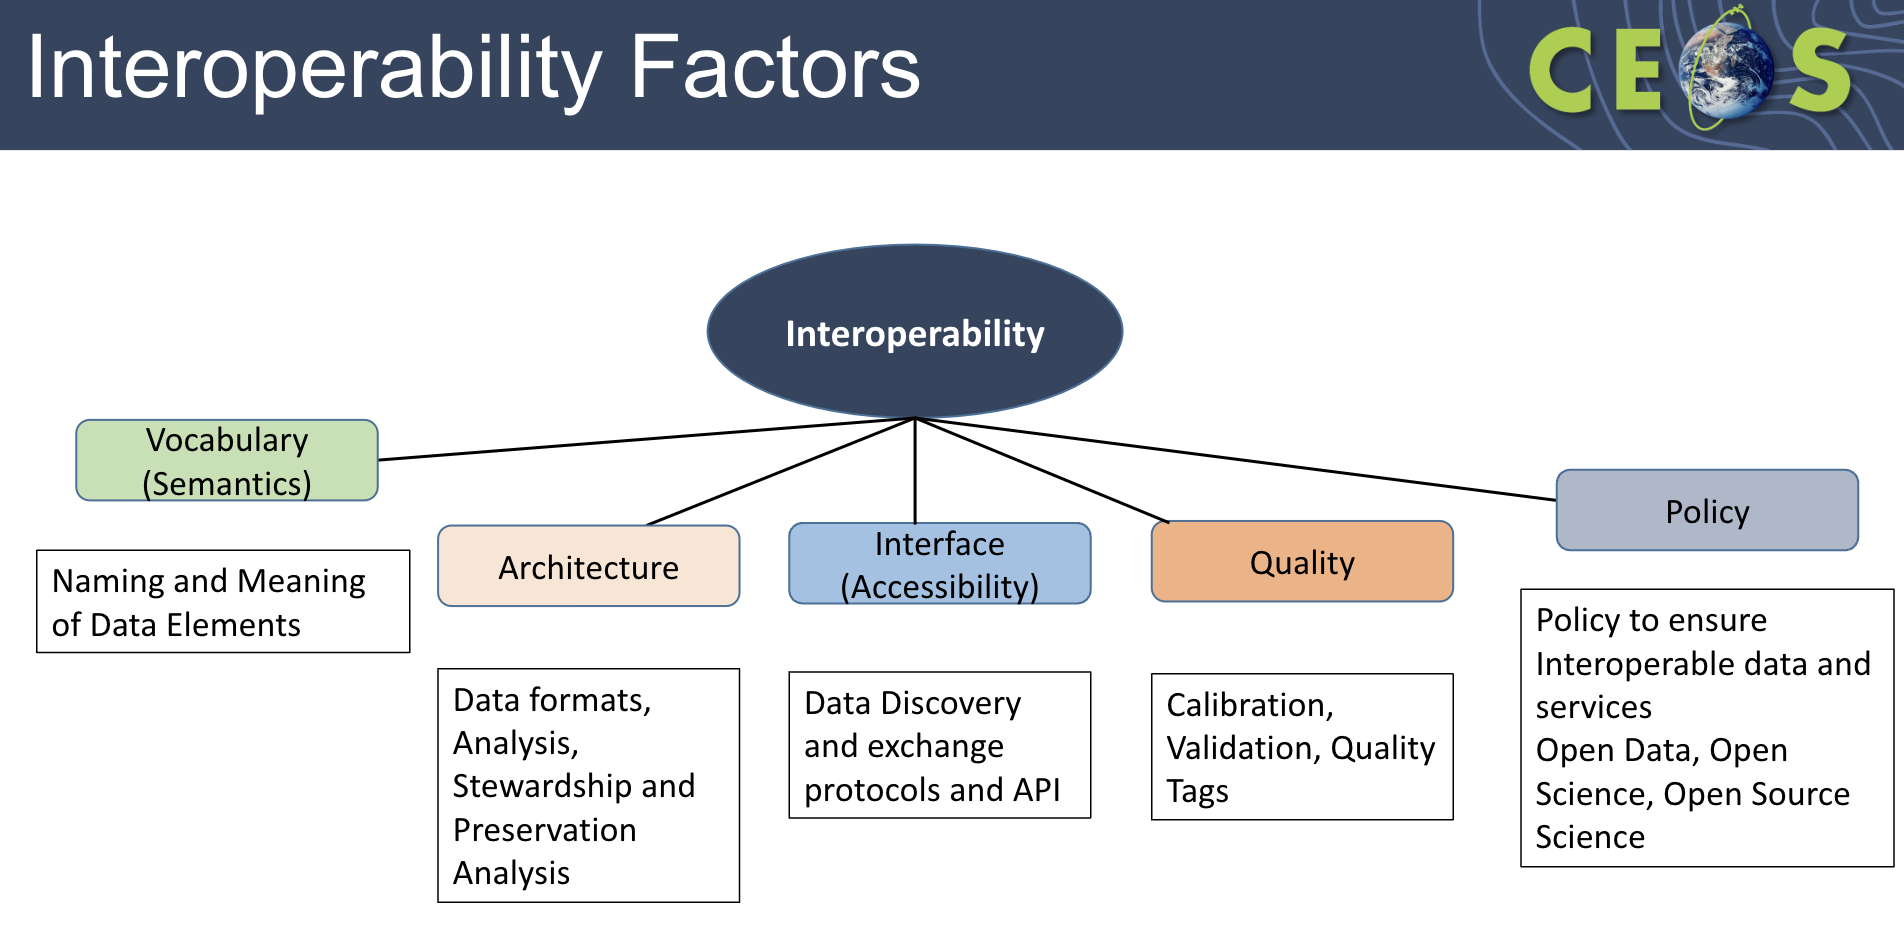 Interoperability Factors
CEOS
Interoperability
Vocabulary
(Semantics)
Naming and Meaning
of Data Elements
Architecture
Data formats,
Analysis,
Stewardship and
Preservation
Analysis
Interface
(Accessibility)
Data Discovery
and exchange
protocols and API
Quality
Calibration,
Validation, Quality
Tags
Policy
Policy to ensure
Interoperable data and
services
Open Data, Open
Science, Open Source
Science